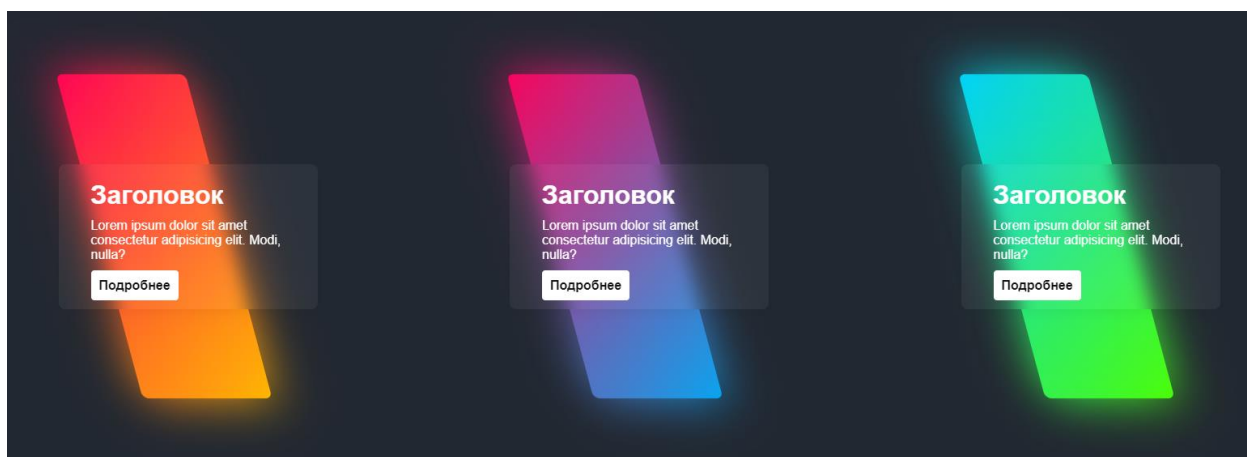 Заголовок
Lorem ipsum dolor sit amet
consectetur adipisicing elit. Modi,
nulla?
Подробнее
Заголовок
Lorem ipsum dolor sit amet
consectetur adipisicing elit. Modi,
nulla?
Подробнее
Заголовок
Lorem ipsum dolor sit amet
consectetur adipisicing elit. Modi,
nulla?
Подробнее